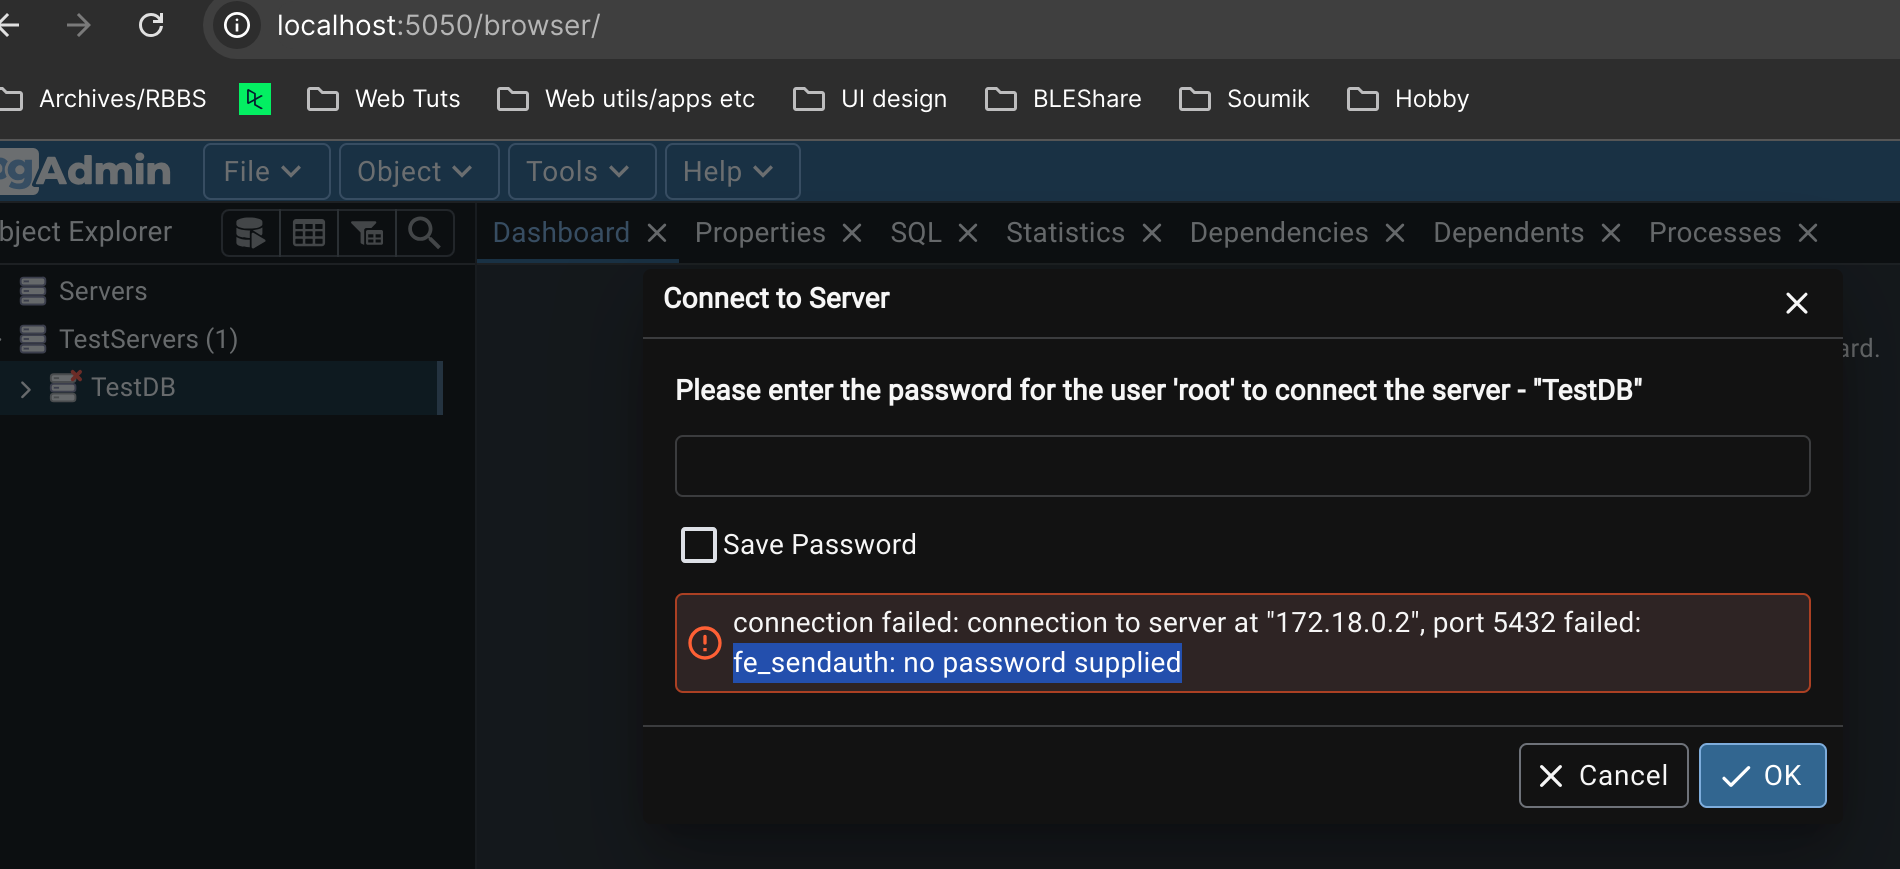 localhost:5050/browser/
Archives/RBBS
Web Tuts
Web utils/apps etc
UI design
BLEShare
Soumik
Hobby
pgAdmin
File
Object
Tools
Help
bject Explorer
Dashboard
Properties
SQL
Statistics
Dependencies
Dependents
Processes
Servers
TestServers (1)
TestDB
Connect to Server
ard.
Please enter the password for the user 'root' to connect the server - "TestDB"
Save Password
connection failed: connection to server at "172.18.0.2", port 5432 failed:
fe_sendauth: no password supplied
Cancel
OK